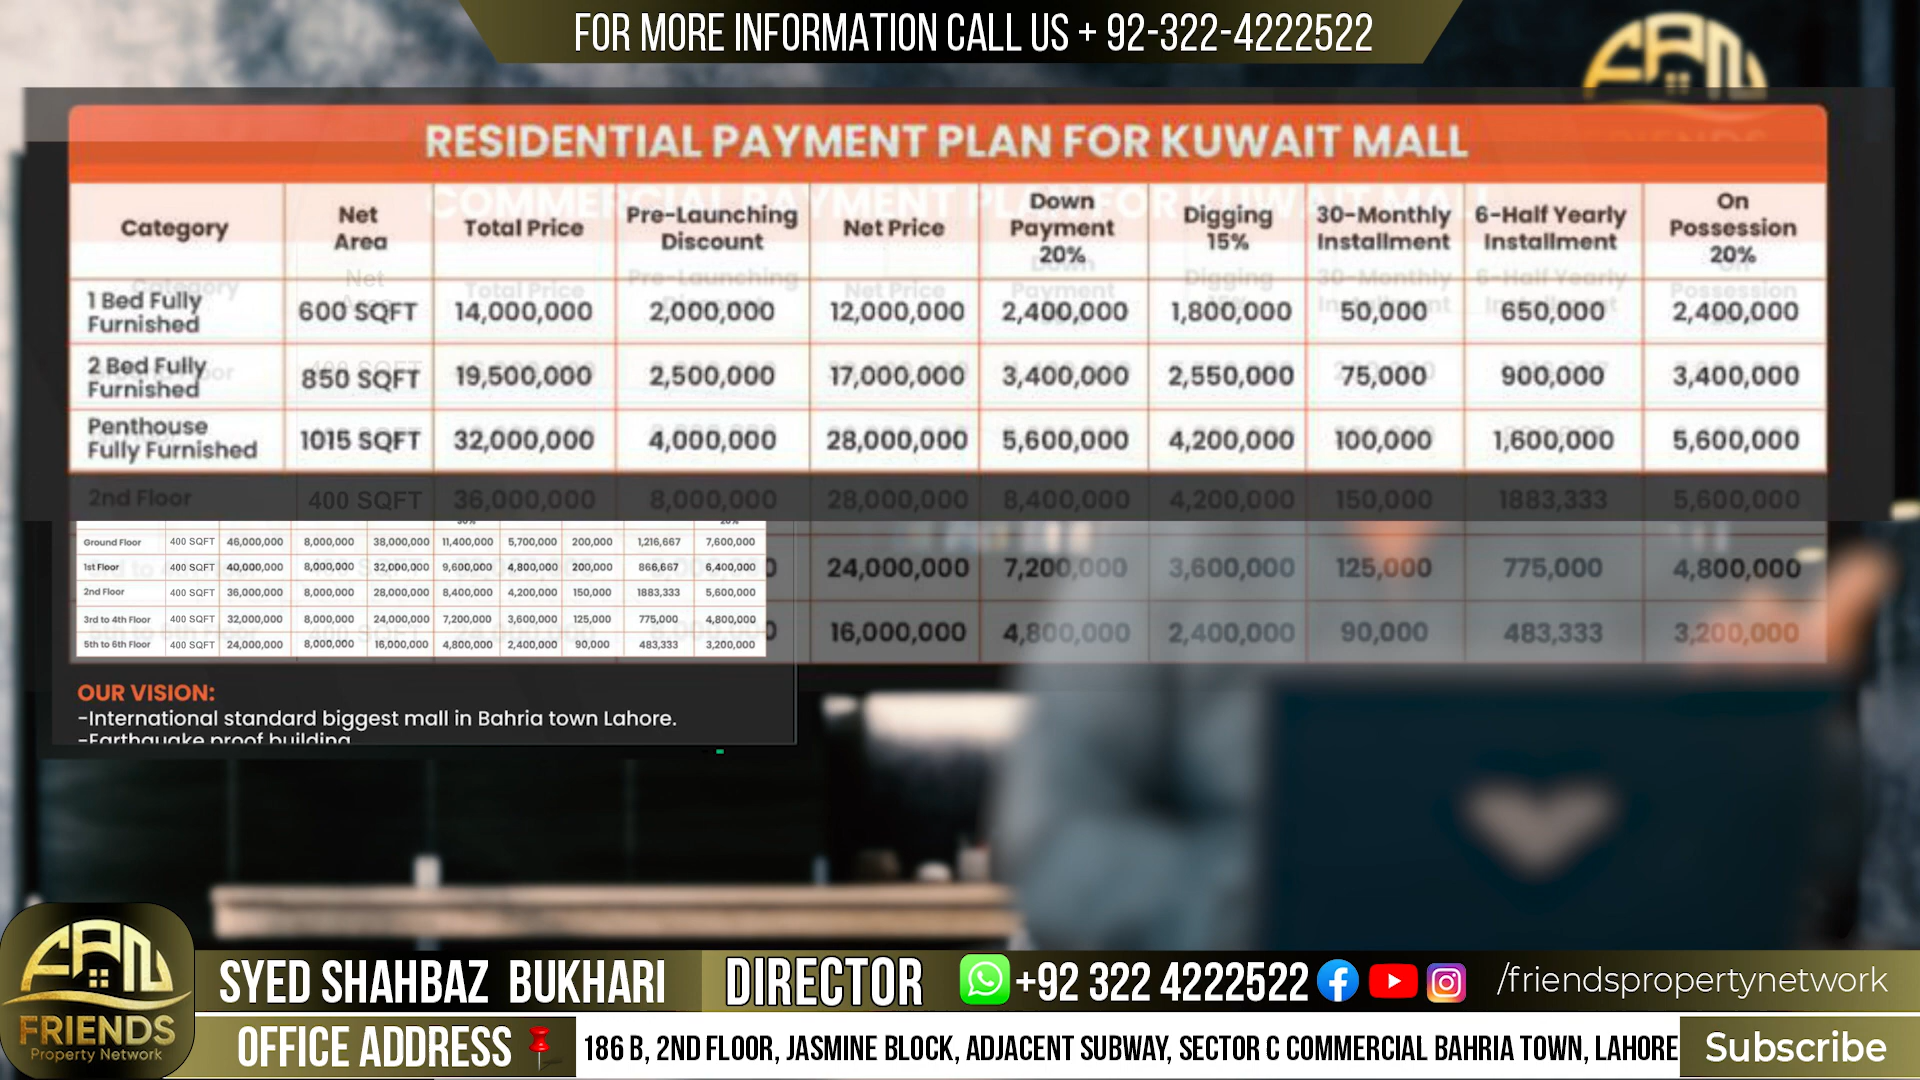 FOR MORE INFORMATION CALL US + 92-322-4222522
RESIDENTIAL PAYMENT PLAN FOR KUWAIT MALL
COMMERCIAL PAYMENT PLAN FOR KUWAIT MALL
Category Net Area Total Price Pre-Launching Discount Net Price Down Payment 20% Digging 15% 30-Monthly Installment 6-Half Yearly Installment On Possession 20%
1 Bed Fully Furnished 600 SQFT 14,000,000 2,000,000 12,000,000 2,400,000 1,800,000 50,000 650,000 2,400,000
2 Bed Fully Furnished 850 SQFT 19,500,000 2,500,000 17,000,000 3,400,000 2,550,000 75,000 900,000 3,400,000
Penthouse Fully Furnished 1015 SQFT 32,000,000 4,000,000 28,000,000 5,600,000 4,200,000 100,000 1,600,000 5,600,000
2nd Floor 400 SQFT 36,000,000 8,000,000 28,000,000 8,400,000 4,200,000 150,000 1883,333 5,600,000
24,000,000 7,200,000 3,600,000 125,000 775,000 4,800,000
16,000,000 4,800,000 2,400,000 90,000 483,333 3,200,000
Ground Floor 400 SQFT 46,000,000 8,000,000 38,000,000 11,400,000 5,700,000 200,000 1,216,667 7,600,000
1st Floor 400 SQFT 40,000,000 8,000,000 32,000,000 9,600,000 4,800,000 200,000 866,667 6,400,000
2nd Floor 400 SQFT 36,000,000 8,000,000 28,000,000 8,400,000 4,200,000 150,000 1883,333 5,600,000
3rd to 4th Floor 400 SQFT 32,000,000 8,000,000 24,000,000 7,200,000 3,600,000 125,000 775,000 4,800,000
5th to 6th Floor 400 SQFT 24,000,000 8,000,000 16,000,000 4,800,000 2,400,000 90,000 483,333 3,200,000
OUR VISION:
-International standard biggest mall in Bahria town Lahore.
-Earthquake proof building
FRIENDS
Property Network
SYED SHAHBAZ BUKHARI DIRECTOR +92 322 4222522 /friendspropertynetwork
OFFICE ADDRESS 186 B, 2ND FLOOR, JASMINE BLOCK, ADJACENT SUBWAY, SECTOR C COMMERCIAL BAHRIA TOWN, LAHORE Subscribe